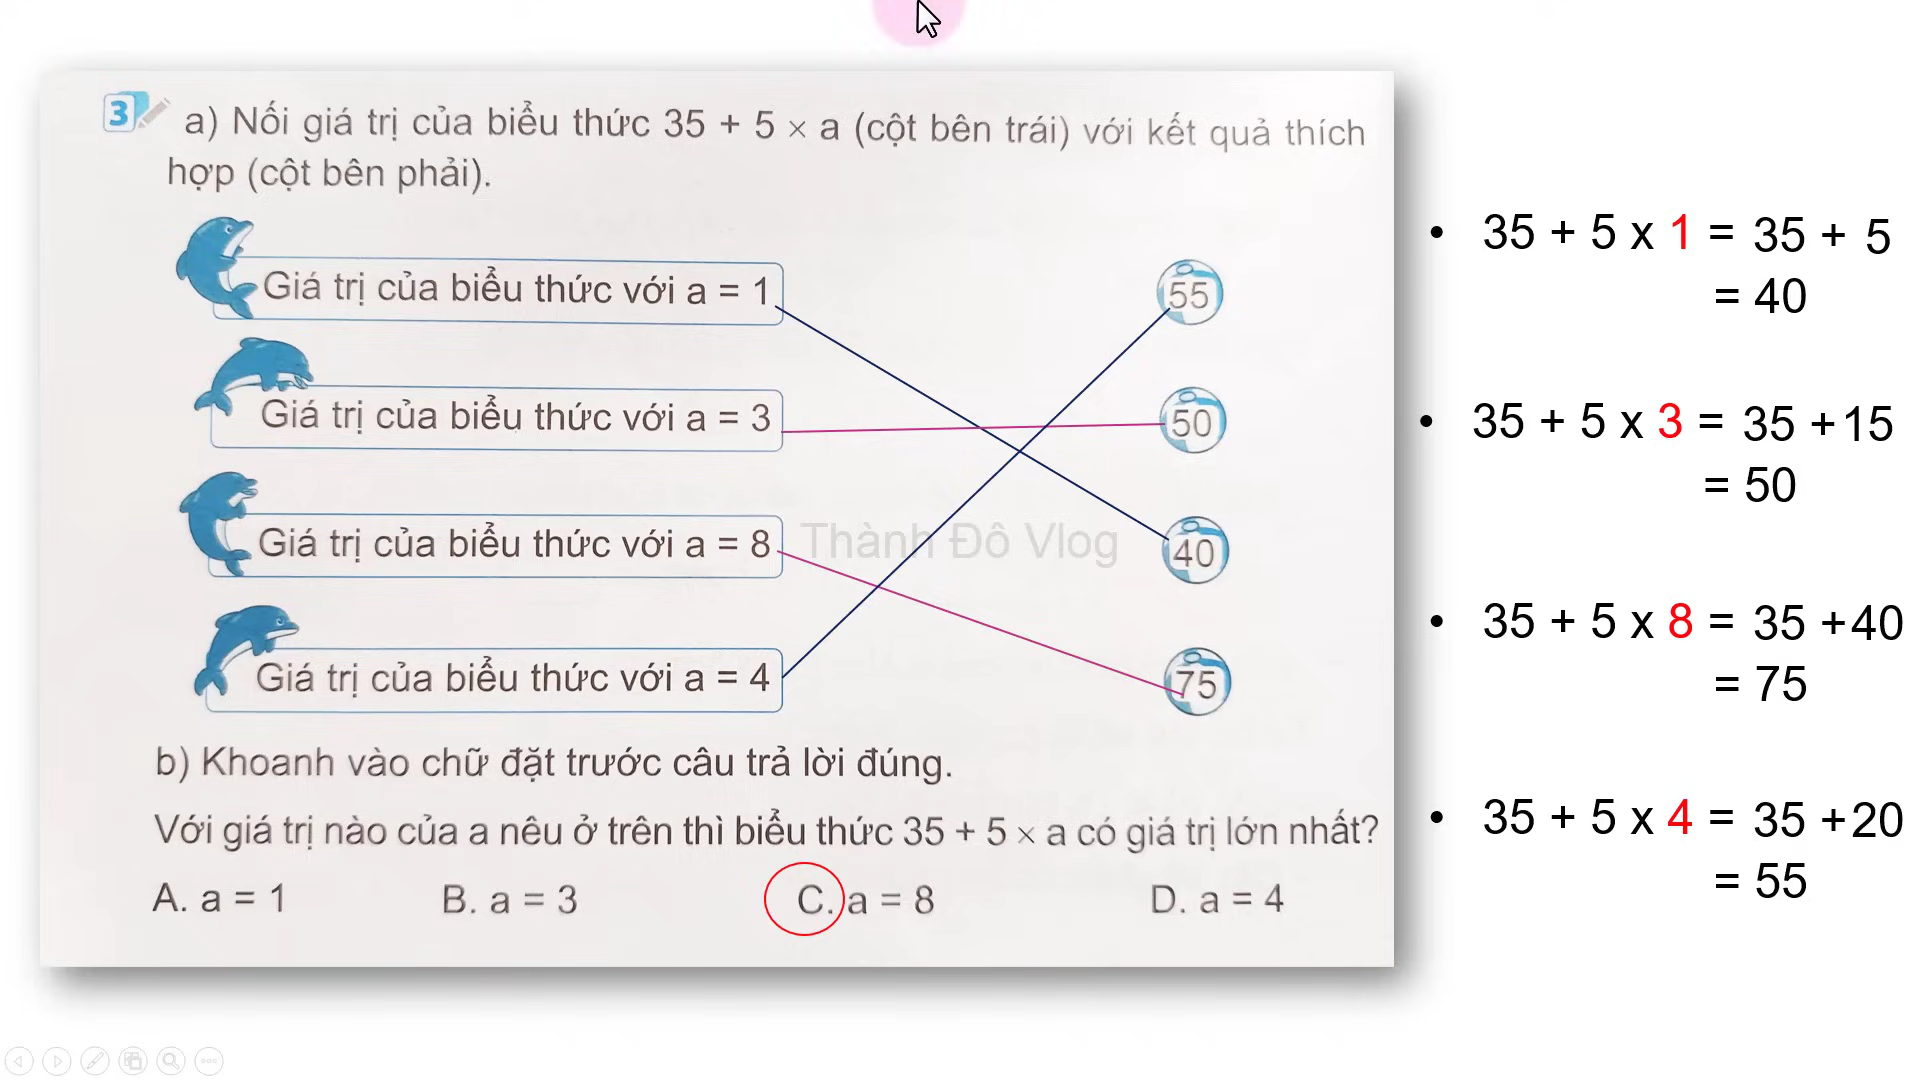 3
a) Nối giá trị của biểu thức 35 + 5 × a (cột bên trái) với kết quả thích
hợp (cột bên phải).
Giá trị của biểu thức với a = 1
55
Giá trị của biểu thức với a = 3
50
Giá trị của biểu thức với a = 8
40
Giá trị của biểu thức với a = 4
75
Thành Đô Vlog
b) Khoanh vào chữ đặt trước câu trả lời đúng.
Với giá trị nào của a nêu ở trên thì biểu thức 35 + 5 × a có giá trị lớn nhất?
A. a = 1 B. a = 3 C. a = 8 D. a = 4
• 35 + 5 x 1 = 35 + 5
= 40
• 35 + 5 x 3 = 35 +15
= 50
• 35 + 5 x 8 = 35 +40
= 75
• 35 + 5 x 4 = 35 +20
= 55